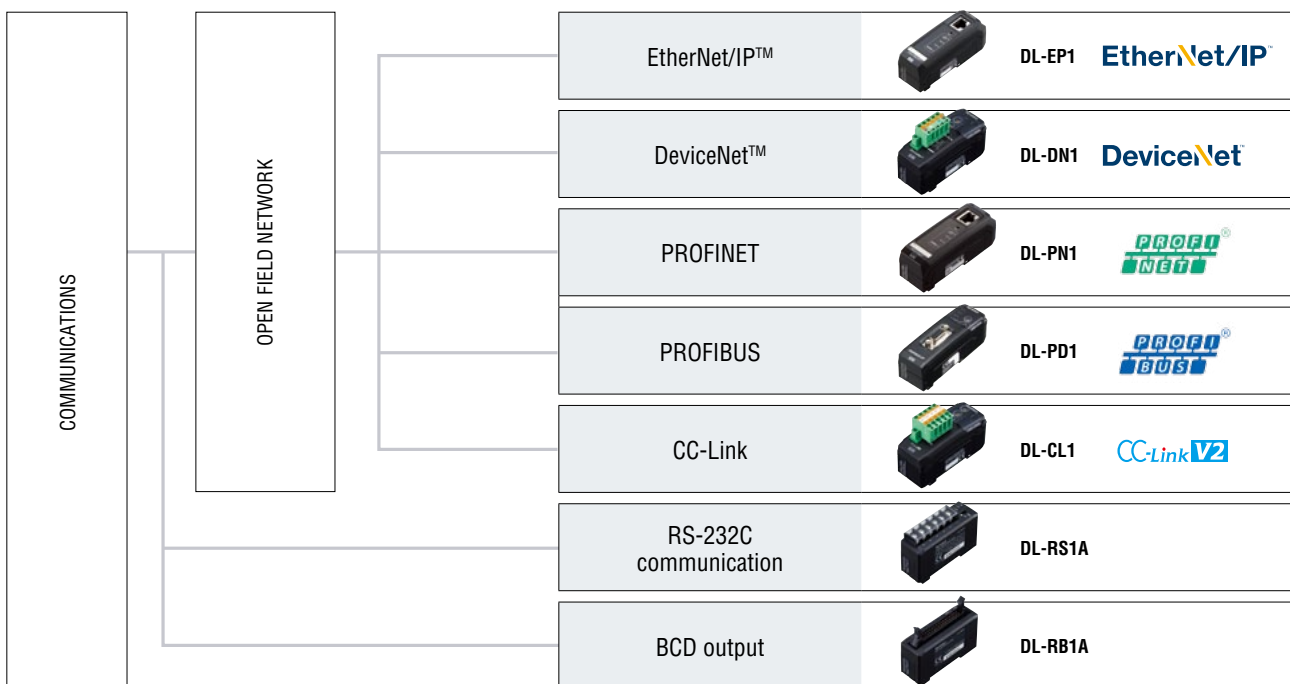 COMMUNICATIONS
OPEN FIELD NETWORK
EtherNet/IP™
DL-EP1
EtherNet/IP™
DeviceNet™
DL-DN1
DeviceNet™
PROFINET
DL-PN1
PROFI®
NET
PROFIBUS
DL-PD1
PROFI®
BUS
CC-Link
DL-CL1
CC-Link V2
RS-232C
communication
DL-RS1A
BCD output
DL-RB1A